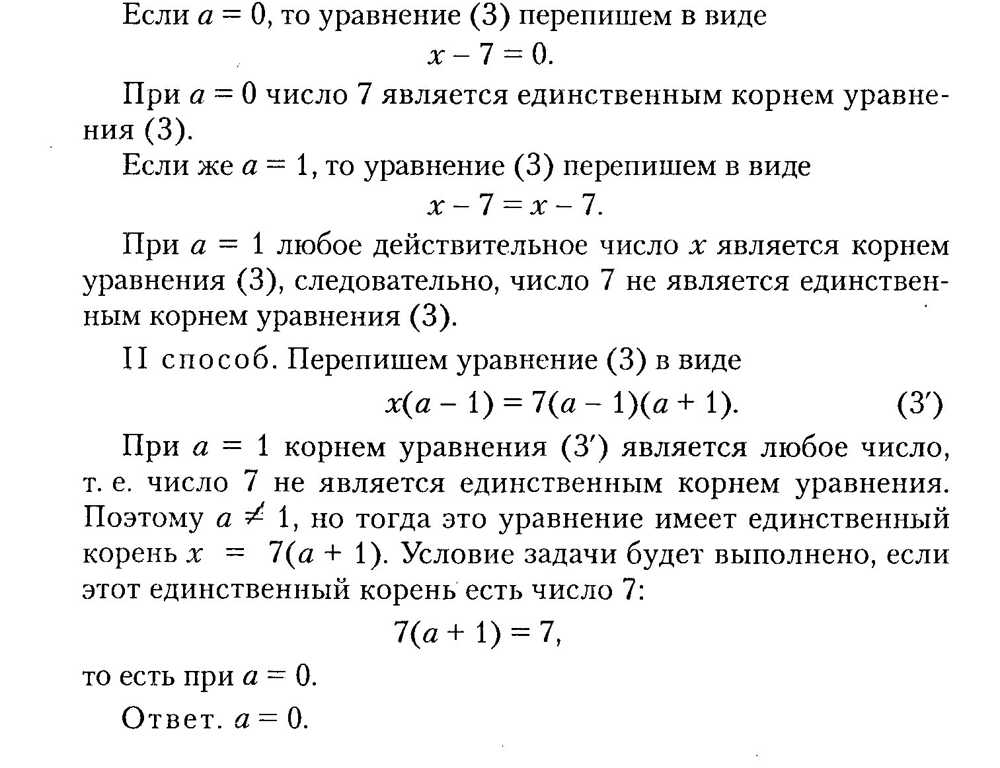 Если a = 0, то уравнение (3) перепишем в виде
x – 7 = 0.
При a = 0 число 7 является единственным корнем уравне-
ния (3).
Если же a = 1, то уравнение (3) перепишем в виде
x – 7 = x – 7.
При a = 1 любое действительное число x является корнем
уравнения (3), следовательно, число 7 не является единствен-
ным корнем уравнения (3).
II способ. Перепишем уравнение (3) в виде
x(a – 1) = 7(a – 1)(a + 1). (3′)
При a = 1 корнем уравнения (3′) является любое число,
т. е. число 7 не является единственным корнем уравнения.
Поэтому a ≠ 1, но тогда это уравнение имеет единственный
корень x = 7(a + 1). Условие задачи будет выполнено, если
этот единственный корень есть число 7:
7(a + 1) = 7,
то есть при a = 0.
Ответ. a = 0.